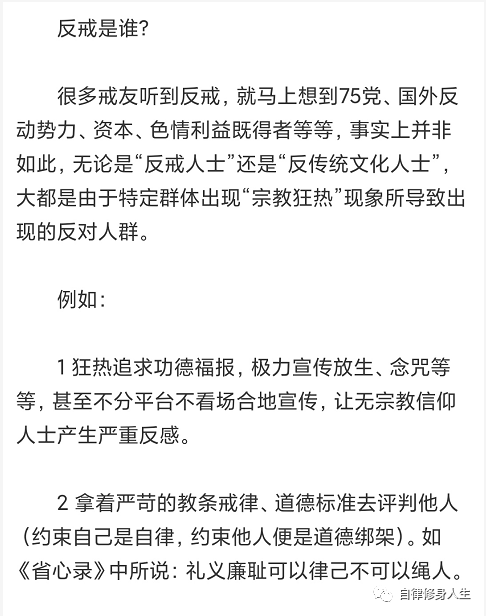 反戒是谁?
很多戒友听到反戒,就马上想到75党、国外反
动势力、资本、色情利益既得者等等,事实上并非
如此,无论是“反戒人士”还是“反传统文化人士”,
大都是由于特定群体出现“宗教狂热”现象所导致出
现的反对人群。
例如:
1 狂热追求功德福报,极力宣传放生、念咒等
等,甚至不分平台不看场合地宣传,让无宗教信仰
人士产生严重反感。
2 拿着严苛的教条戒律、道德标准去评判他人
(约束自己是自律,约束他人便是道德绑架)。如
《省心录》中所说:礼义廉耻可以律己不可以绳人。
自律修身人生